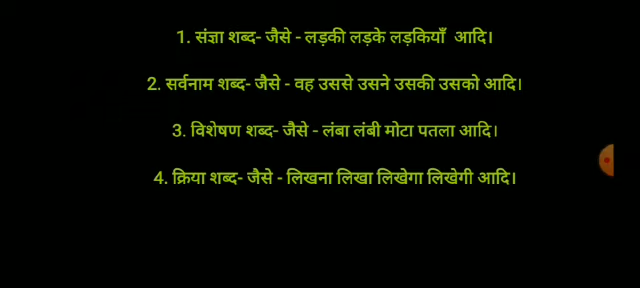 1. संज्ञा शब्द- जैसे - लड़की लड़के लड़कियाँ आदि।
2. सर्वनाम शब्द- जैसे - वह उससे उसने उसकी उसको आदि।
3. विशेषण शब्द- जैसे - लंबा लंबी मोटा पतला आदि।
4. क्रिया शब्द- जैसे - लिखना लिखा लिखेगा लिखेगी आदि।